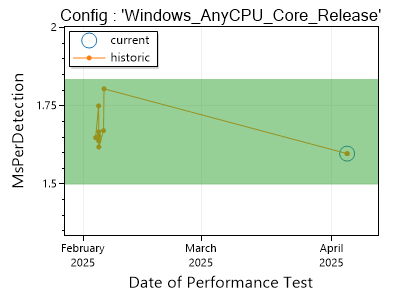 Config : 'Windows_AnyCPU_Core_Release'
2
current
historic
1.75
1.5
MsPerDetection
February
2025
March
2025
April
2025
Date of Performance Test